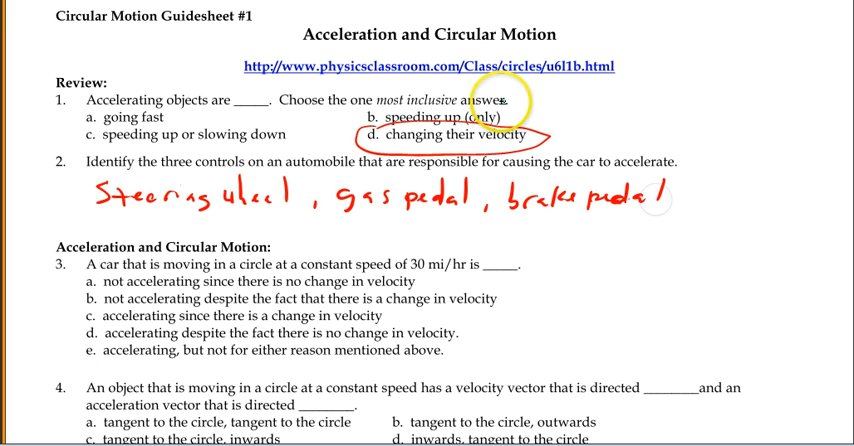 Circular Motion Guidesheet #1
Acceleration and Circular Motion
http://www.physicsclassroom.com/Class/circles/u6l1b.html
Review:
1. Accelerating objects are _____. Choose the one most inclusive answer.
a. going fast b. speeding up (only)
c. speeding up or slowing down d. changing their velocity
2. Identify the three controls on an automobile that are responsible for causing the car to accelerate.
Steering wheel, gas pedal, brake pedal
Acceleration and Circular Motion:
3. A car that is moving in a circle at a constant speed of 30 mi/hr is _____.
a. not accelerating since there is no change in velocity
b. not accelerating despite the fact that there is a change in velocity
c. accelerating since there is a change in velocity
d. accelerating despite the fact there is no change in velocity.
e. accelerating, but not for either reason mentioned above.
4. An object that is moving in a circle at a constant speed has a velocity vector that is directed ________and an
acceleration vector that is directed ________.
a. tangent to the circle, tangent to the circle b. tangent to the circle, outwards
c. tangent to the circle, inwards d. inwards, tangent to the circle